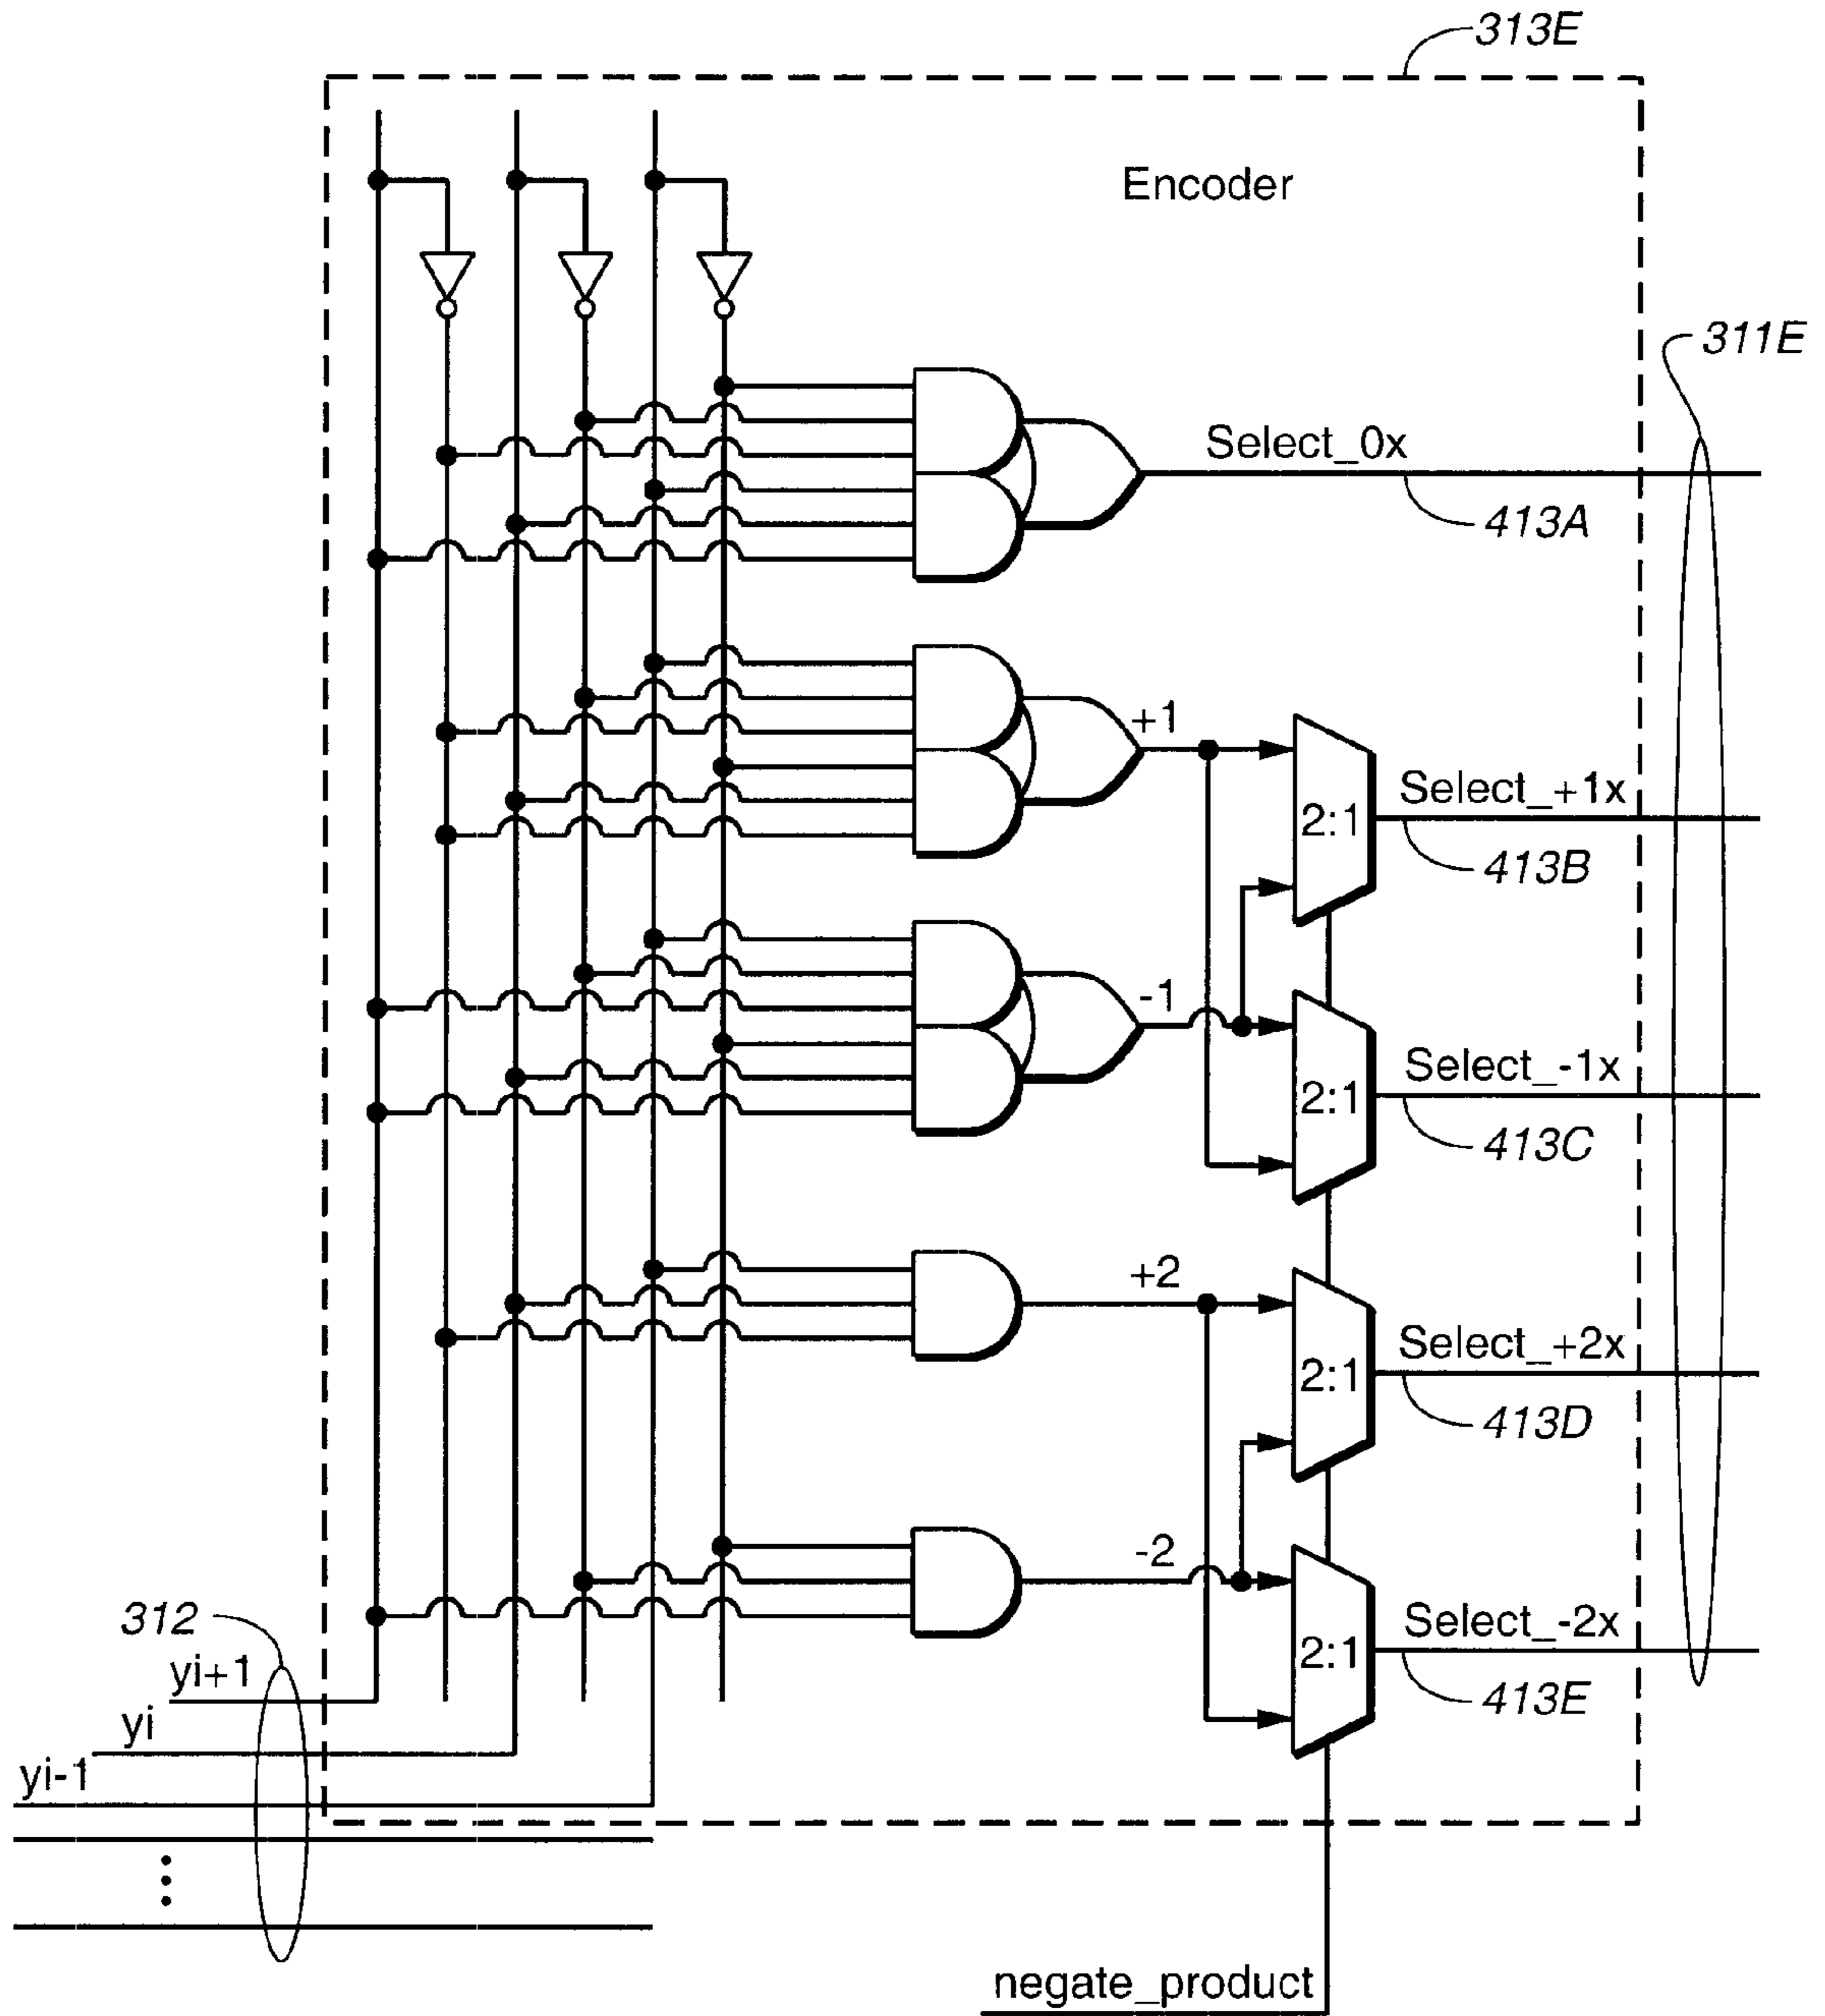 313E
Encoder
311E
Select_0x
413A
+1
2:1
Select_+1x
413B
-1
2:1
Select_-1x
413C
+2
2:1
Select_+2x
413D
-2
2:1
Select_-2x
413E
312
yi+1
yi
yi-1
negate_product